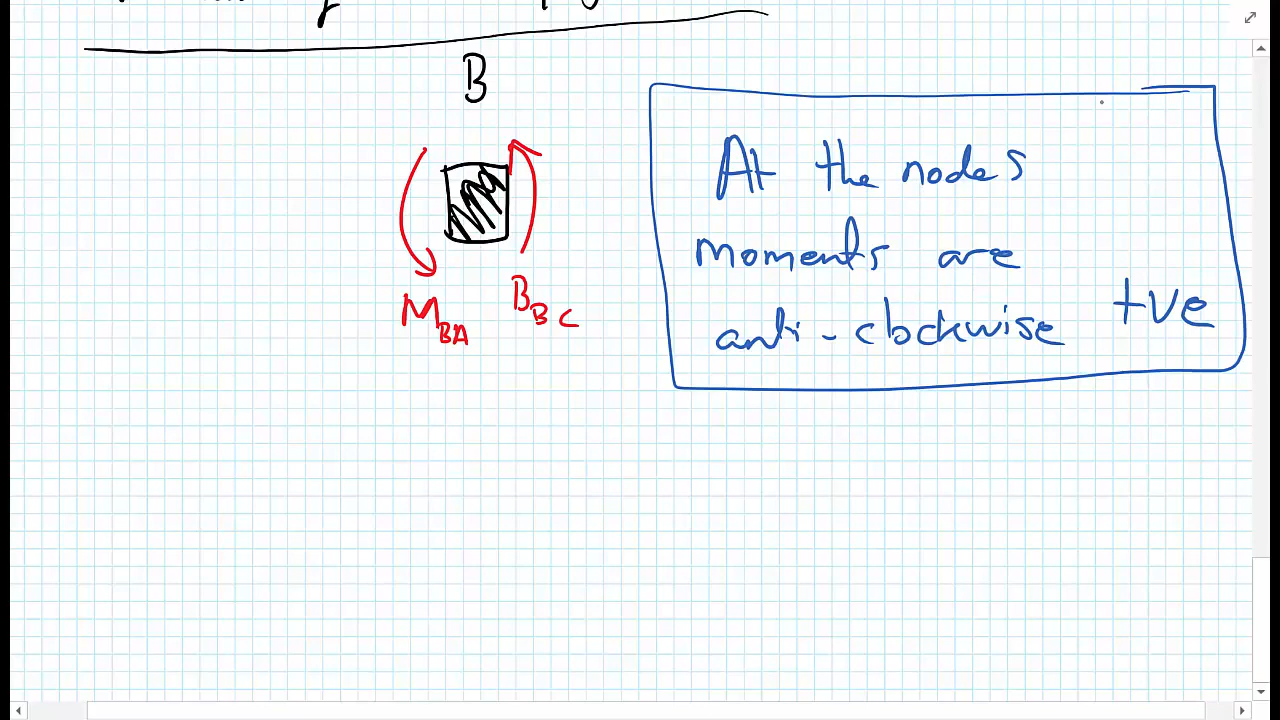 B
M_BA
B_BC
At the nodes
moments are
anti-clockwise +ve